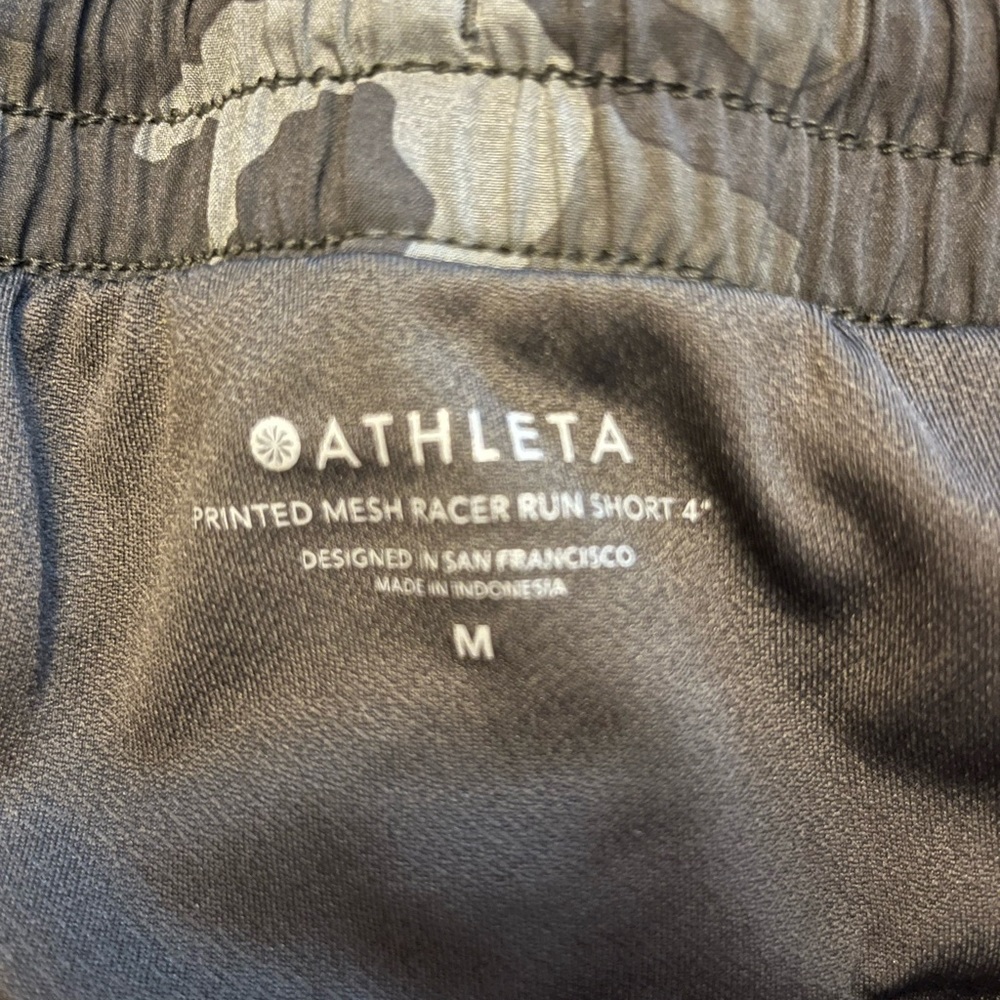 ATHLETA
PRINTED MESH RACER RUN SHORT 4"
DESIGNED IN SAN FRANCISCO
MADE IN INDONESIA
M